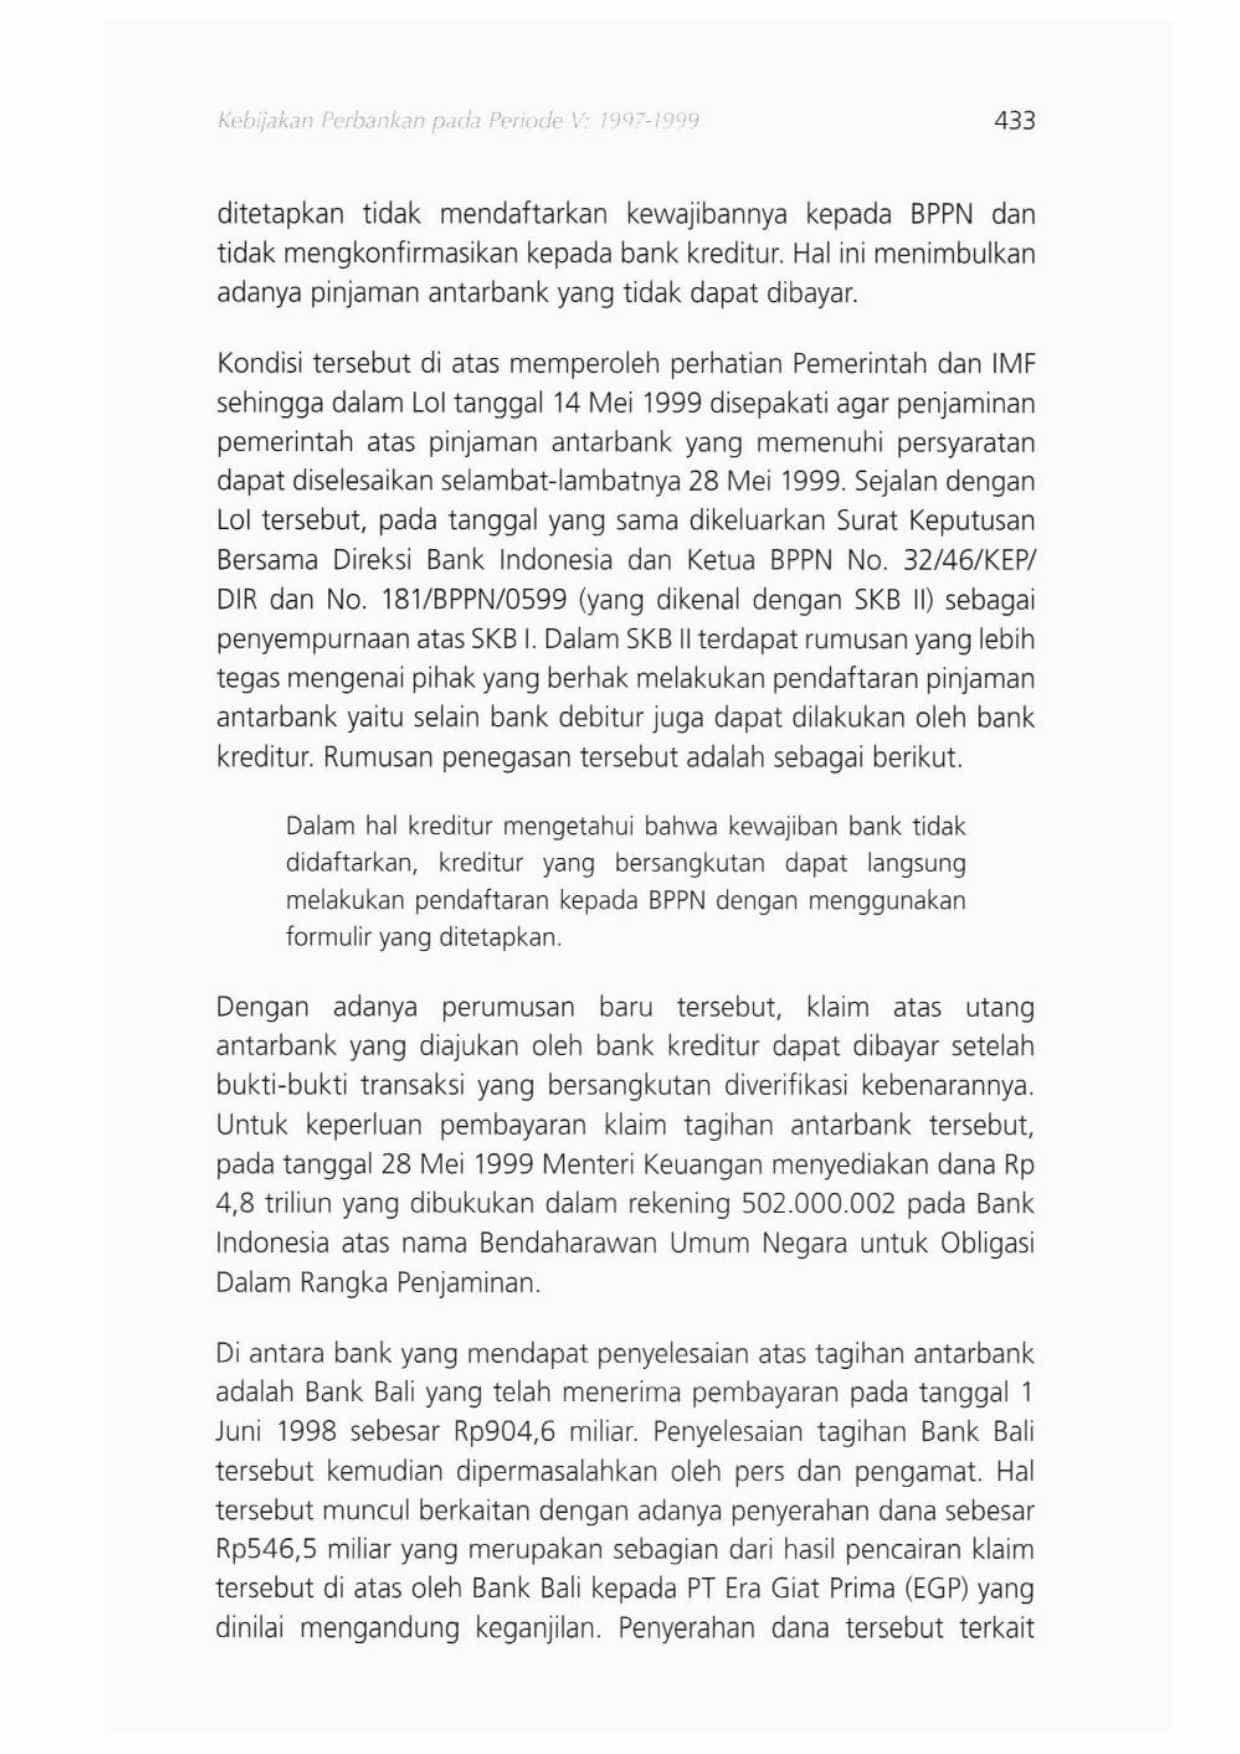 Kebijakan Perbankan pada Periode V: 1997-1999 433
ditetapkan tidak mendaftarkan kewajibannya kepada BPPN dan
tidak mengkonfirmasikan kepada bank kreditur. Hal ini menimbulkan
adanya pinjaman antarbank yang tidak dapat dibayar.
Kondisi tersebut di atas memperoleh perhatian Pemerintah dan IMF
sehingga dalam LoI tanggal 14 Mei 1999 disepakati agar penjaminan
pemerintah atas pinjaman antarbank yang memenuhi persyaratan
dapat diselesaikan selambat-lambatnya 28 Mei 1999. Sejalan dengan
LoI tersebut, pada tanggal yang sama dikeluarkan Surat Keputusan
Bersama Direksi Bank Indonesia dan Ketua BPPN No. 32/46/KEP/
DIR dan No. 181/BPPN/0599 (yang dikenal dengan SKB II) sebagai
penyempurnaan atas SKB I. Dalam SKB II terdapat rumusan yang lebih
tegas mengenai pihak yang berhak melakukan pendaftaran pinjaman
antarbank yaitu selain bank debitur juga dapat dilakukan oleh bank
kreditur. Rumusan penegasan tersebut adalah sebagai berikut.
Dalam hal kreditur mengetahui bahwa kewajiban bank tidak
didaftarkan, kreditur yang bersangkutan dapat langsung
melakukan pendaftaran kepada BPPN dengan menggunakan
formulir yang ditetapkan.
Dengan adanya perumusan baru tersebut, klaim atas utang
antarbank yang diajukan oleh bank kreditur dapat dibayar setelah
bukti-bukti transaksi yang bersangkutan diverifikasi kebenarannya.
Untuk keperluan pembayaran klaim tagihan antarbank tersebut,
pada tanggal 28 Mei 1999 Menteri Keuangan menyediakan dana Rp
4,8 triliun yang dibukukan dalam rekening 502.000.002 pada Bank
Indonesia atas nama Bendaharawan Umum Negara untuk Obligasi
Dalam Rangka Penjaminan.
Di antara bank yang mendapat penyelesaian atas tagihan antarbank
adalah Bank Bali yang telah menerima pembayaran pada tanggal 1
Juni 1998 sebesar Rp904,6 miliar. Penyelesaian tagihan Bank Bali
tersebut kemudian dipermasalahkan oleh pers dan pengamat. Hal
tersebut muncul berkaitan dengan adanya penyerahan dana sebesar
Rp546,5 miliar yang merupakan sebagian dari hasil pencairan klaim
tersebut di atas oleh Bank Bali kepada PT Era Giat Prima (EGP) yang
dinilai mengandung keganjilan. Penyerahan dana tersebut terkait